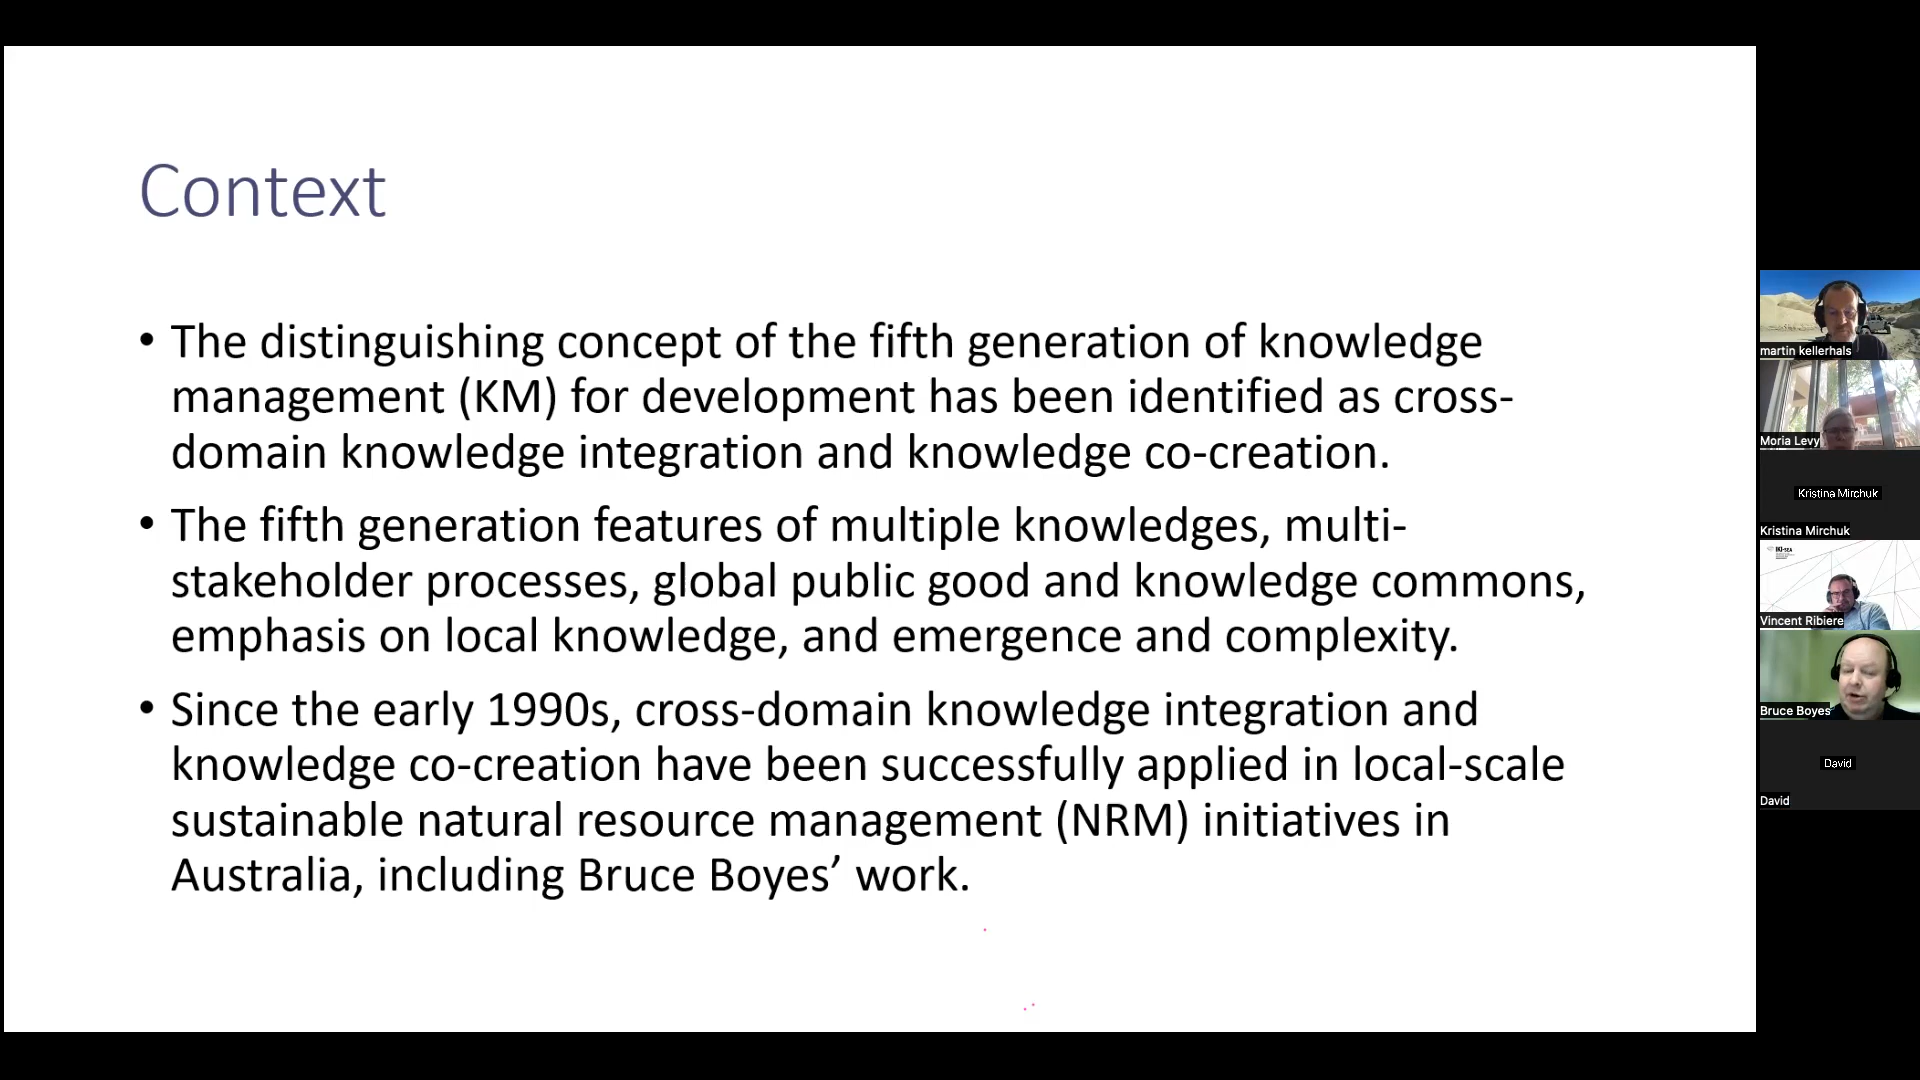 Context
• The distinguishing concept of the fifth generation of knowledge
management (KM) for development has been identified as cross-
domain knowledge integration and knowledge co-creation.
• The fifth generation features of multiple knowledges, multi-
stakeholder processes, global public good and knowledge commons,
emphasis on local knowledge, and emergence and complexity.
• Since the early 1990s, cross-domain knowledge integration and
knowledge co-creation have been successfully applied in local-scale
sustainable natural resource management (NRM) initiatives in
Australia, including Bruce Boyes’ work.
martin kellerhals
Moria Levy
Kristina Mirchuk
Kristina Mirchuk
IKI-SEA
Vincent Ribiere
Bruce Boyes
David
David